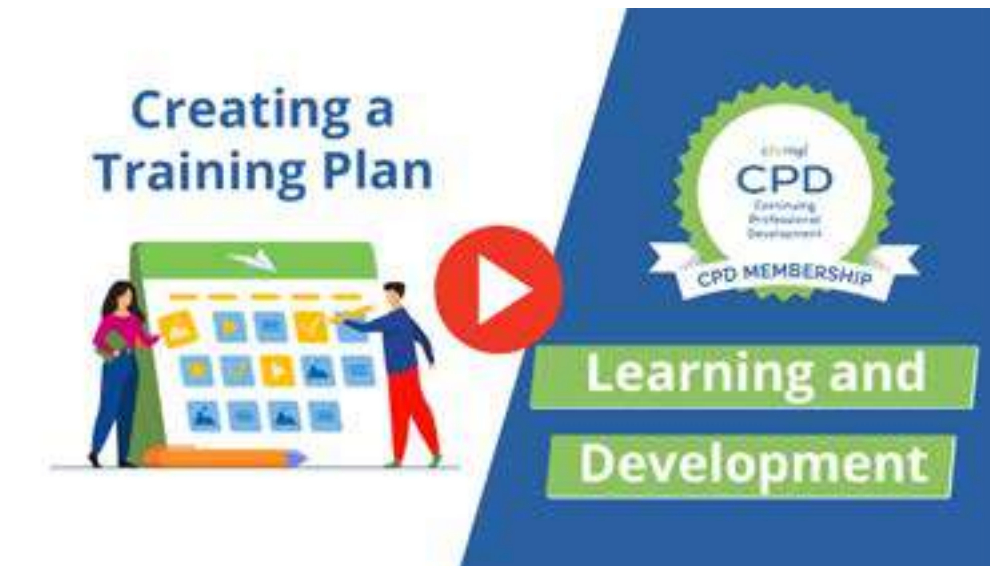 Creating a
Training Plan
CPD
Continuing
Professional
Development
CPD MEMBERSHIP
Learning and
Development